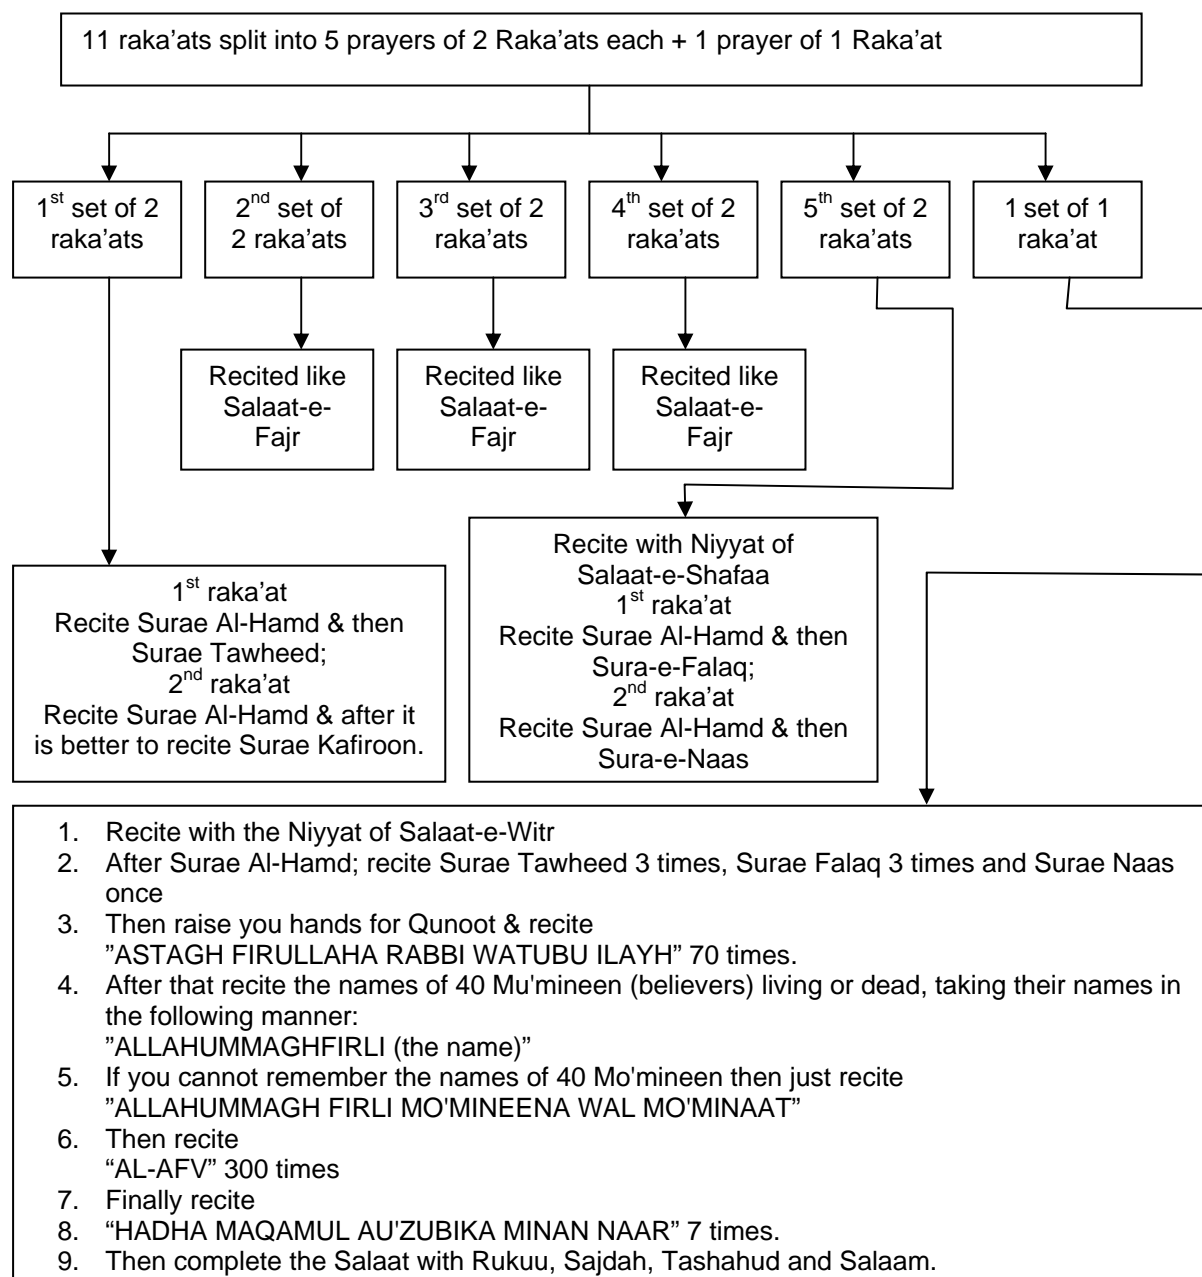 11 raka’ats split into 5 prayers of 2 Raka’ats each + 1 prayer of 1 Raka’at
1st set of 2
raka’ats
2nd set of
2 raka’ats
3rd set of 2
raka’ats
4th set of 2
raka’ats
5th set of 2
raka’ats
1 set of 1
raka’at
Recited like
Salaat-e-
Fajr
Recited like
Salaat-e-
Fajr
Recited like
Salaat-e-
Fajr
1st raka’at
Recite Surae Al-Hamd & then
Surae Tawheed;
2nd raka’at
Recite Surae Al-Hamd & after it
is better to recite Surae Kafiroon.
Recite with Niyyat of
Salaat-e-Shafaa
1st raka’at
Recite Surae Al-Hamd & then
Sura-e-Falaq;
2nd raka’at
Recite Surae Al-Hamd & then
Sura-e-Naas
1. Recite with the Niyyat of Salaat-e-Witr
2. After Surae Al-Hamd; recite Surae Tawheed 3 times, Surae Falaq 3 times and Surae Naas
once
3. Then raise you hands for Qunoot & recite
”ASTAGH FIRULLAHA RABBI WATUBU ILAYH” 70 times.
4. After that recite the names of 40 Mu'mineen (believers) living or dead, taking their names in
the following manner:
”ALLAHUMMAGHFIRLI (the name)”
5. If you cannot remember the names of 40 Mo'mineen then just recite
”ALLAHUMMAGH FIRLI MO'MINEENA WAL MO'MINAAT”
6. Then recite
“AL-AFV” 300 times
7. Finally recite
8. “HADHA MAQAMUL AU'ZUBIKA MINAN NAAR” 7 times.
9. Then complete the Salaat with Rukuu, Sajdah, Tashahud and Salaam.